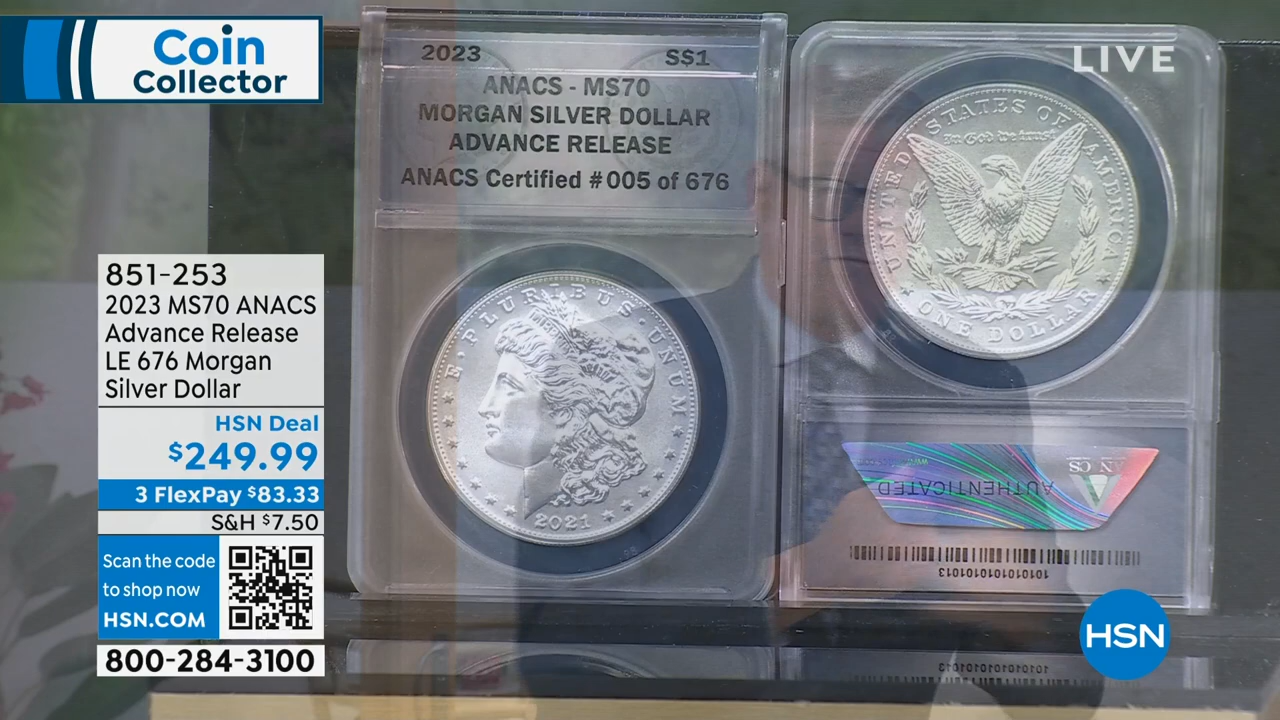 Coin
Collector
LIVE
2023 S$1
ANACS - MS70
MORGAN SILVER DOLLAR
ADVANCE RELEASE
ANACS Certified #005 of 676
E·PLURIBUS·UNUM
2021
UNITED STATES OF AMERICA
In God We Trust
ONE DOLLAR
AUTHENTICATED
ANACS
1010101010101013
851-253
2023 MS70 ANACS
Advance Release
LE 676 Morgan
Silver Dollar
HSN Deal
$249.99
3 FlexPay $83.33
S&H $7.50
Scan the code
to shop now
HSN.COM
800-284-3100
HSN